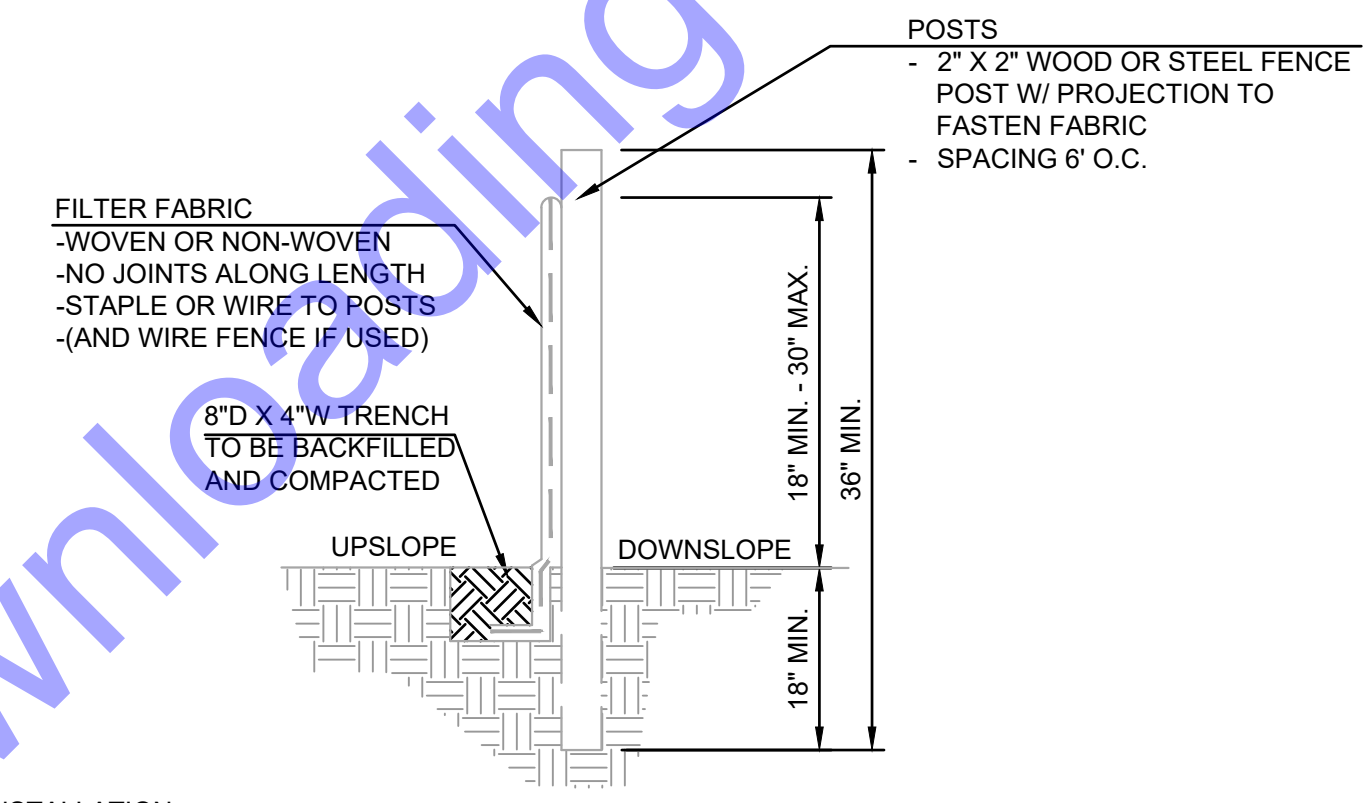 POSTS
- 2" X 2" WOOD OR STEEL FENCE
POST W/ PROJECTION TO
FASTEN FABRIC
- SPACING 6' O.C.
FILTER FABRIC
-WOVEN OR NON-WOVEN
-NO JOINTS ALONG LENGTH
-STAPLE OR WIRE TO POSTS
-(AND WIRE FENCE IF USED)
8"D X 4"W TRENCH
TO BE BACKFILLED
AND COMPACTED
18" MIN. - 30" MAX.
36" MIN.
UPSLOPE
DOWNSLOPE
18" MIN.
wnloading